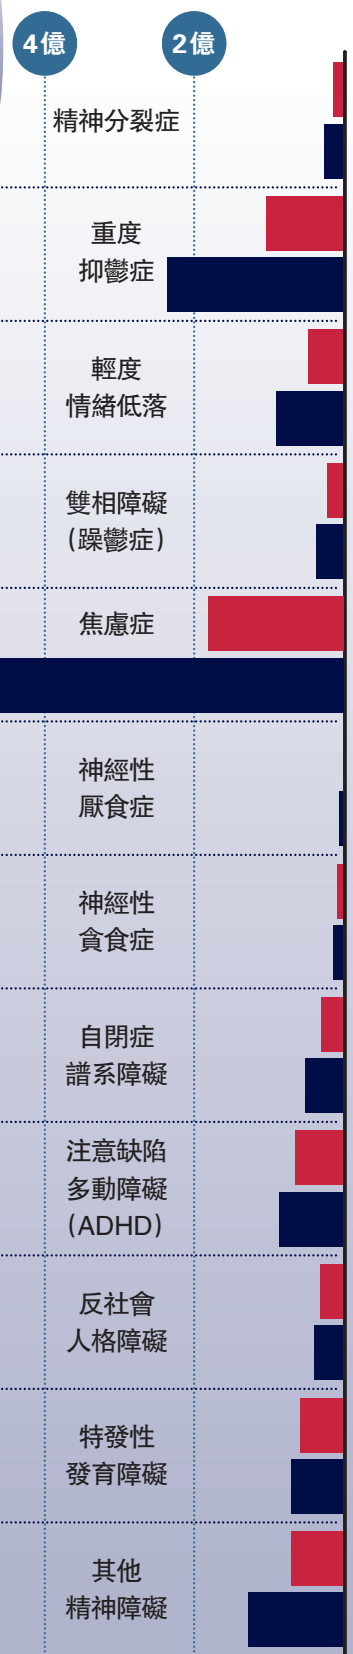 4億
2億
精神分裂症
重度
抑鬱症
輕度
情緒低落
雙相障礙
(躁鬱症)
焦慮症
神經性
厭食症
神經性
貪食症
自閉症
譜系障礙
注意缺陷
多動障礙
(ADHD)
反社會
人格障礙
特發性
發育障礙
其他
精神障礙